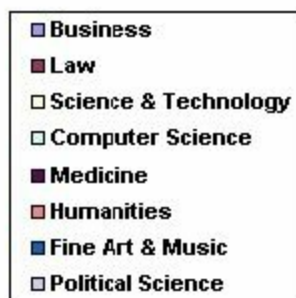 Business
Law
Science & Technology
Computer Science
Medicine
Humanities
Fine Art & Music
Political Science